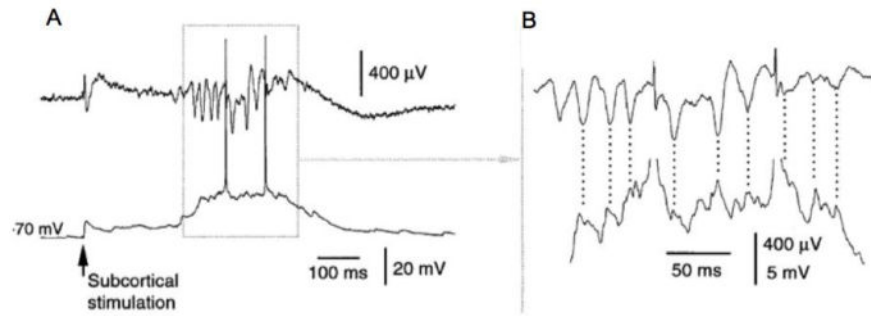 A
B
400 µV
-70 mV
100 ms
20 mV
Subcortical
stimulation
50 ms
400 µV
5 mV